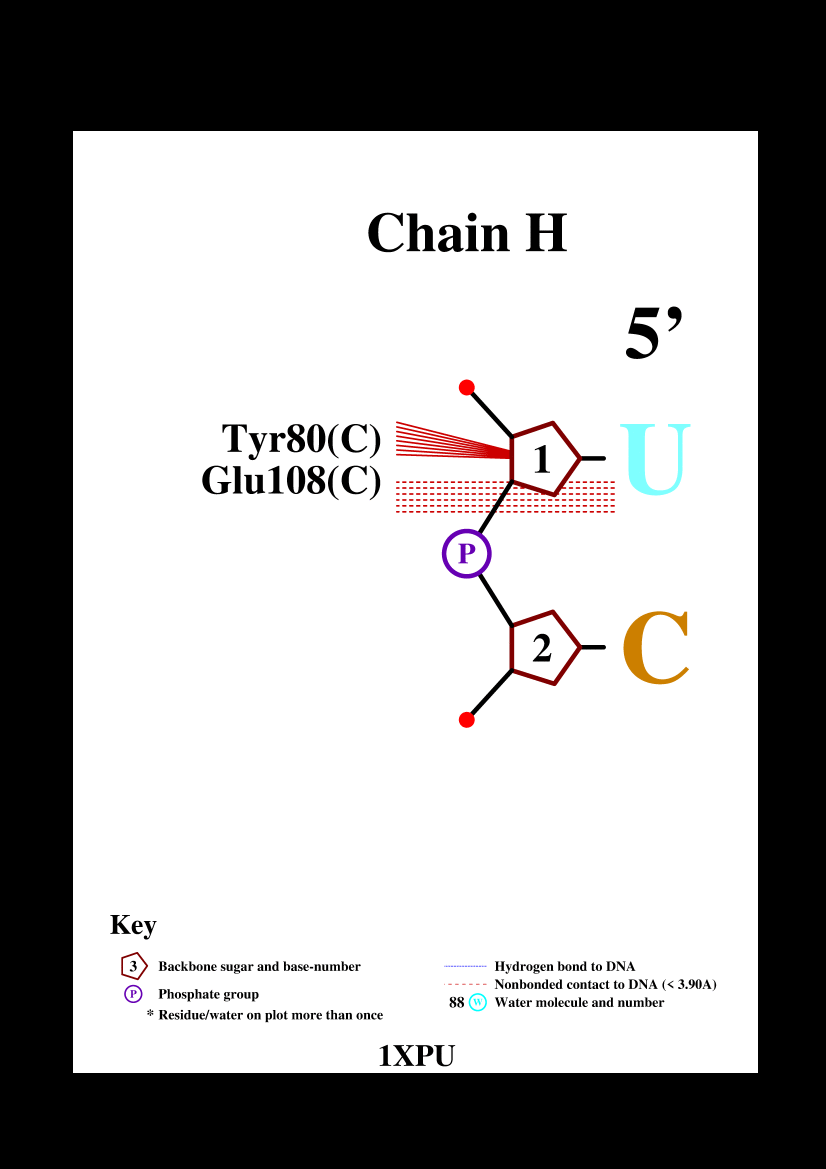 Chain H
5’
Tyr80(C)
1
U
Glu108(C)
P
2
C
Key
3 Backbone sugar and base-number
P Phosphate group
* Residue/water on plot more than once
Hydrogen bond to DNA
Nonbonded contact to DNA (< 3.90A)
88 W Water molecule and number
1XPU